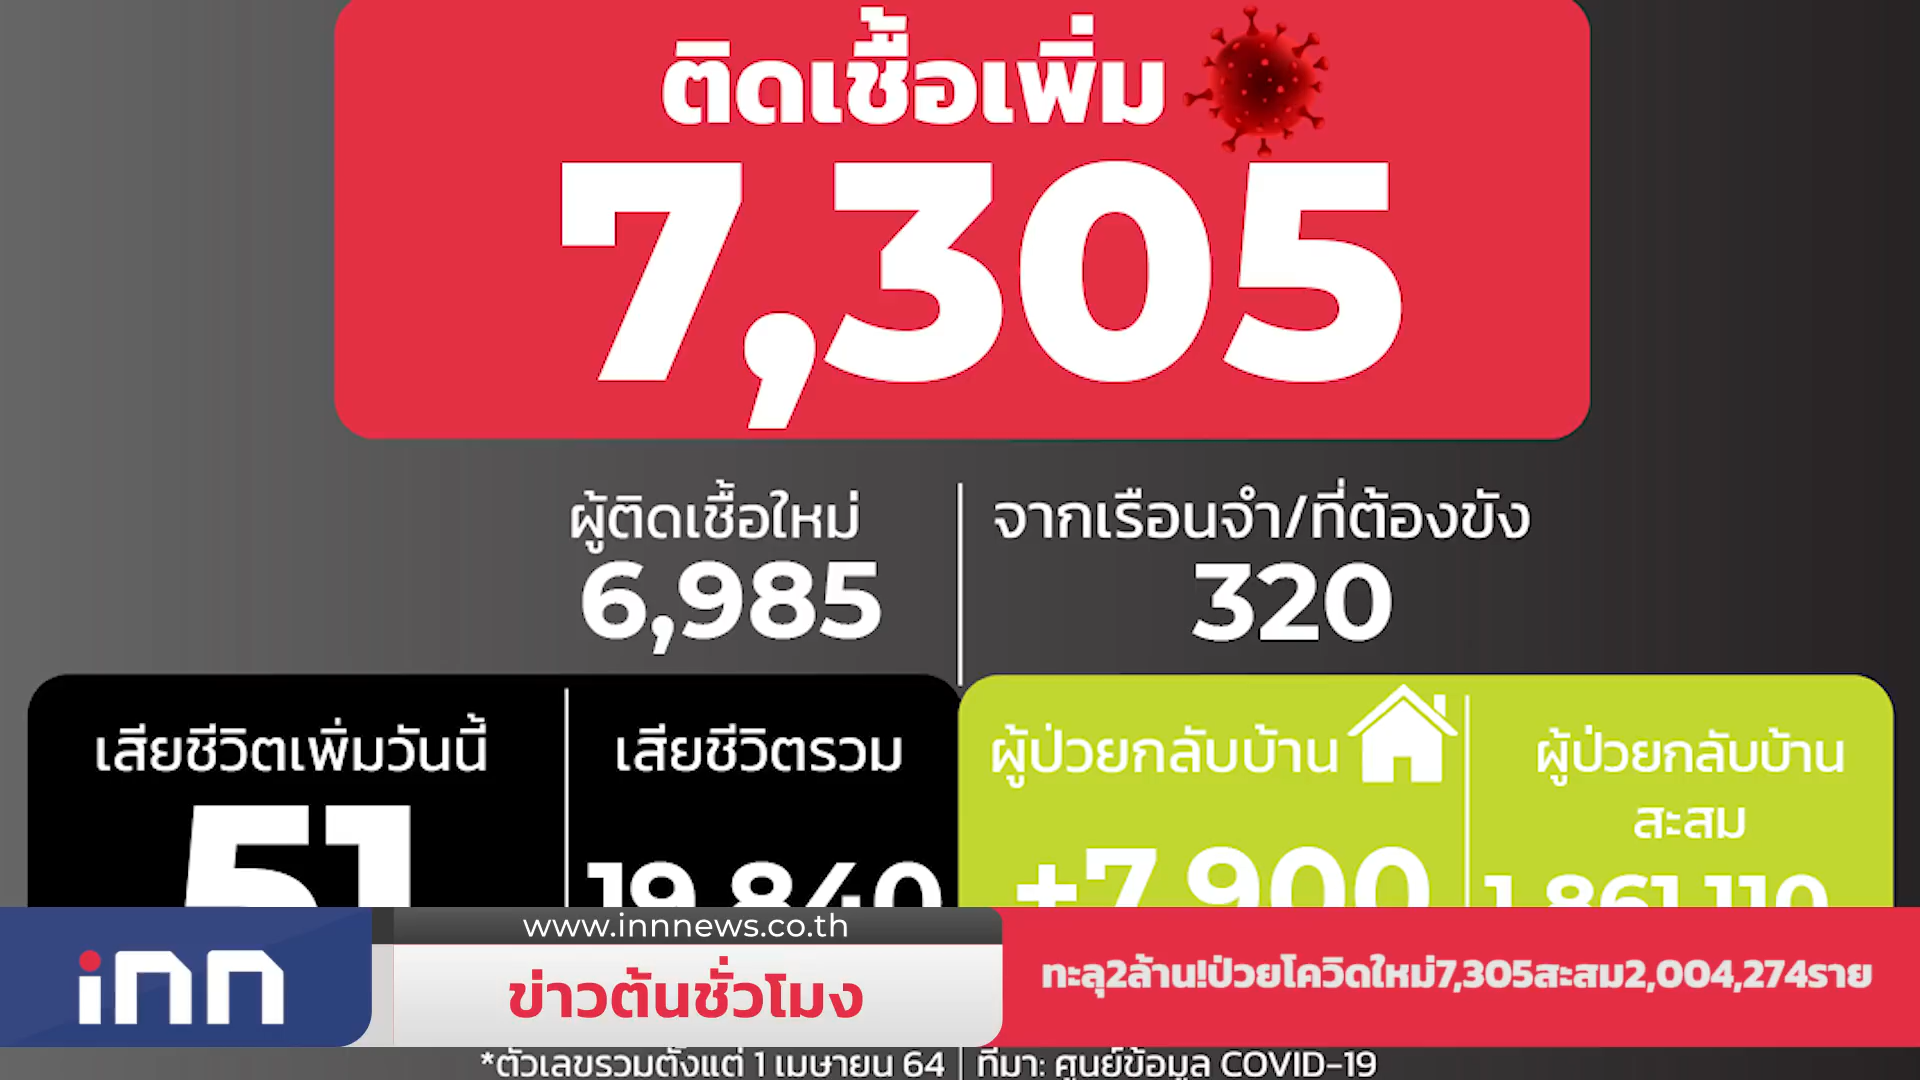 ติดเชื้อเพิ่ม
7,305
ผู้ติดเชื้อใหม่
6,985
จากเรือนจำ/ที่ต้องขัง
320
เสียชีวิตเพิ่มวันนี้
51
เสียชีวิตรวม
19,840
ผู้ป่วยกลับบ้าน
+7,900
ผู้ป่วยกลับบ้าน
สะสม
1,861,110
inn
www.innnews.co.th
ข่าวต้นชั่วโมง
ทะลุ2ล้าน!ป่วยโควิดใหม่7,305สะสม2,004,274ราย
*ตัวเลขรวมตั้งแต่ 1 เมษายน 64 | ที่มา: ศูนย์ข้อมูล COVID-19